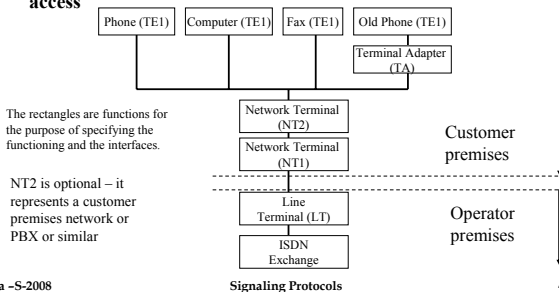 access
Phone (TE1)
Computer (TE1)
Fax (TE1)
Old Phone (TE1)
Terminal Adapter
(TA)
The rectangles are functions for
the purpose of specifying the
functioning and the interfaces.
Network Terminal
(NT2)
Network Terminal
(NT1)
Customer
premises
NT2 is optional – it
represents a customer
premises network or
PBX or similar
Line
Terminal (LT)
ISDN
Exchange
Operator
premises
a –S-2008
Signaling Protocols